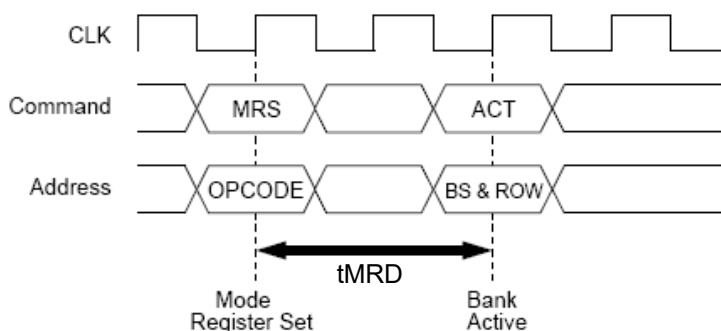 CLK
Command MRS ACT
Address OPCODE BS & ROW
tMRD
Mode Bank
Register Set Active